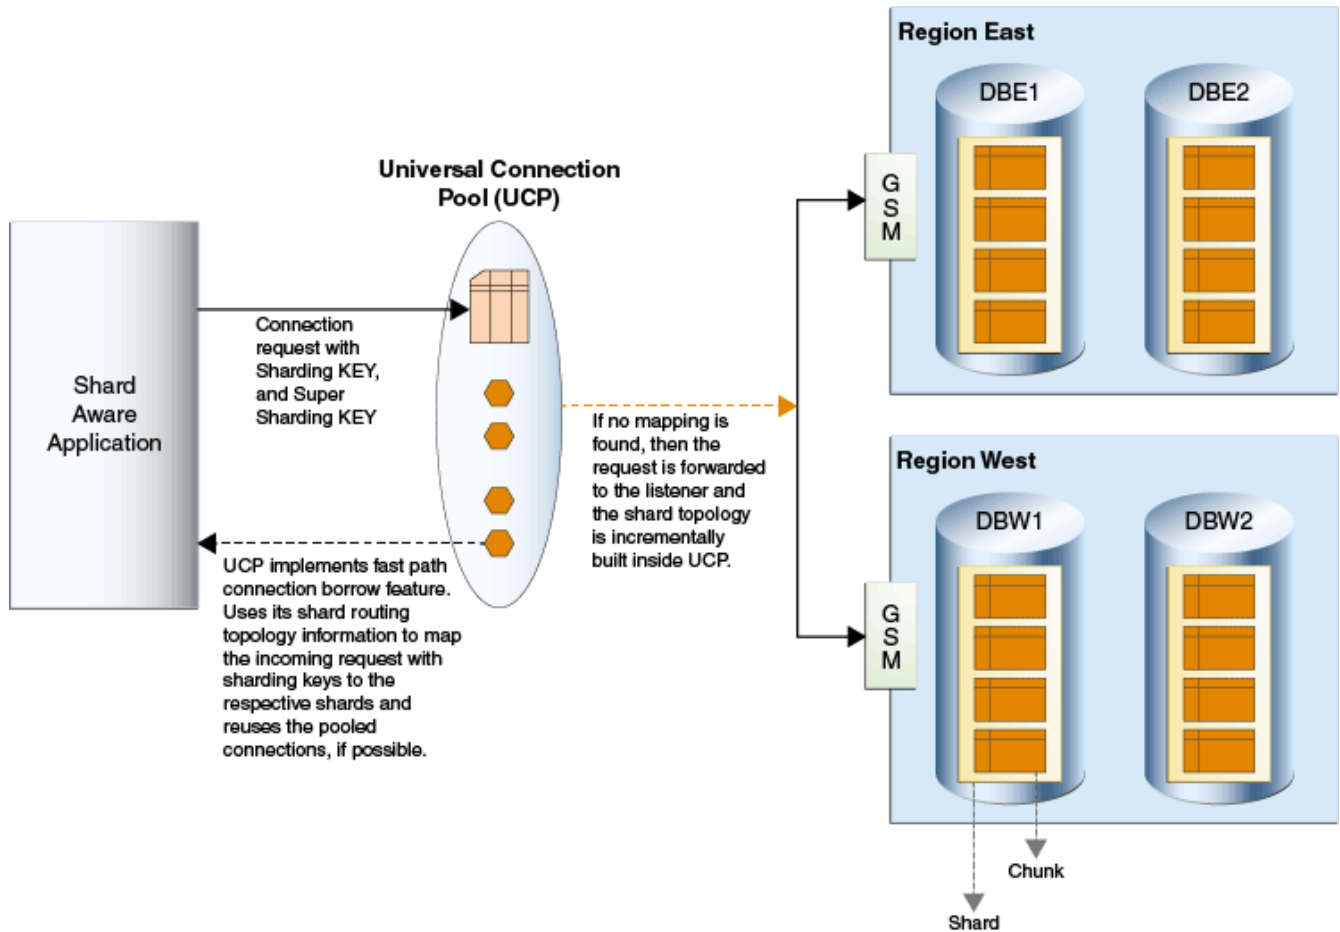 Region East
DBE1
DBE2
Universal Connection
Pool (UCP)
G
S
M
Connection
request with
Sharding KEY,
and Super
Sharding KEY
Shard
Aware
Application
If no mapping is
found, then the
request is forwarded
to the listener and
the shard topology
is incrementally
built inside UCP.
Region West
DBW1
DBW2
UCP implements fast path
connection borrow feature.
Uses its shard routing
topology information to map
the incoming request with
sharding keys to the
respective shards and
reuses the pooled
connections, if possible.
G
S
M
Chunk
Shard